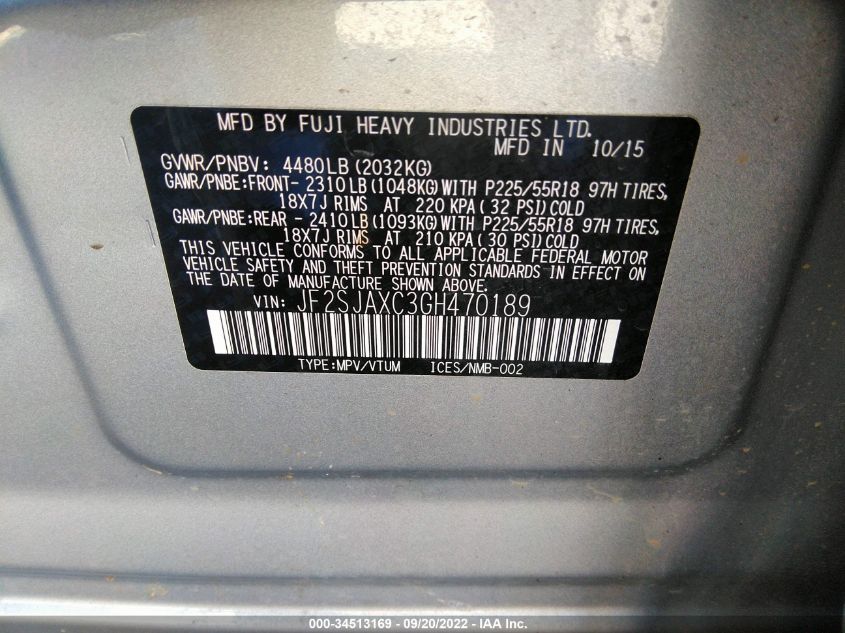 MFD BY FUJI HEAVY INDUSTRIES LTD.
MFD IN 10/15
GVWR/PNBV: 4480LB (2032KG)
GAWR/PNBE:FRONT- 2310LB (1048KG) WITH P225/55R18 97H TIRES,
18X7J RIMS AT 220 KPA ( 32 PSI) COLD
GAWR/PNBE:REAR - 2410LB (1093KG) WITH P225/55R18 97H TIRES,
18X7J RIMS AT 210 KPA ( 30 PSI) COLD
THIS VEHICLE CONFORMS TO ALL APPLICABLE FEDERAL MOTOR
VEHICLE SAFETY AND THEFT PREVENTION STANDARDS IN EFFECT ON
THE DATE OF MANUFACTURE SHOWN ABOVE.
VIN: JF2SJAXC3GH470189
TYPE:MPV/VTUM ICES/NMB-002
000-34513169 - 09/20/2022 - IAA Inc.